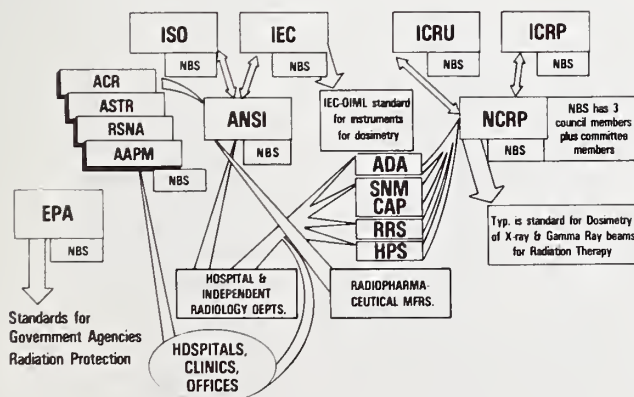 ISO
NBS
IEC
NBS
ICRU
NBS
ICRP
NBS
ACR
ASTR
RSNA
AAPM
NBS
ANSI
NBS
IEC-OIML standard
for instruments
for dosimetry
NCRP
NBS
NBS has 3
council members
plus committee
members
ADA
SNM
CAP
RRS
HPS
EPA
NBS
Typ. is standard for Dosimetry
of X-ray & Gamma Ray beams
for Radiation Therapy
HOSPITAL &
INDEPENDENT
RADIOLOGY DEPTS.
RADIOPHARMA-
CEUTICAL MFRS.
Standards for
Government Agencies
Radiation Protection
HDSPITALS,
CLINICS,
OFFICES